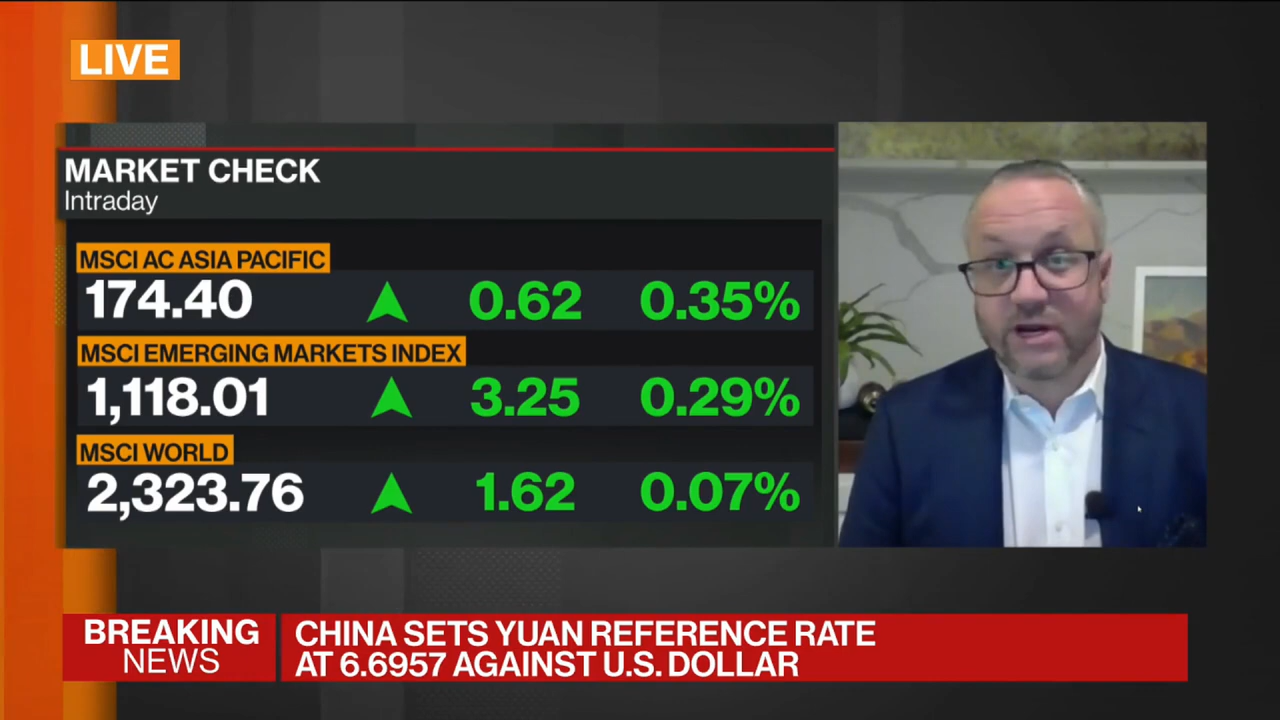 LIVE
MARKET CHECK
Intraday
MSCI AC ASIA PACIFIC
174.40 ▲ 0.62 0.35%
MSCI EMERGING MARKETS INDEX
1,118.01 ▲ 3.25 0.29%
MSCI WORLD
2,323.76 ▲ 1.62 0.07%
BREAKING
NEWS
CHINA SETS YUAN REFERENCE RATE
AT 6.6957 AGAINST U.S. DOLLAR